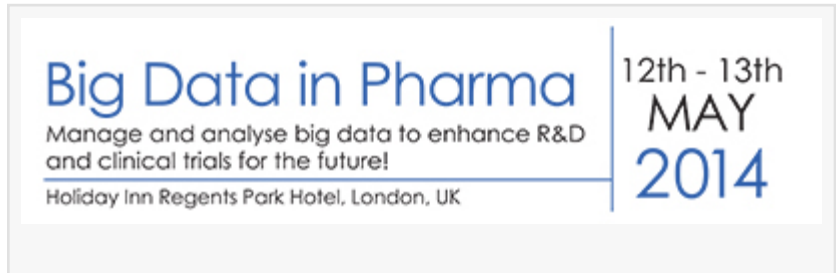 Big Data in Pharma
Manage and analyse big data to enhance R&D
and clinical trials for the future!
Holiday Inn Regents Park Hotel, London, UK
12th - 13th
MAY
2014